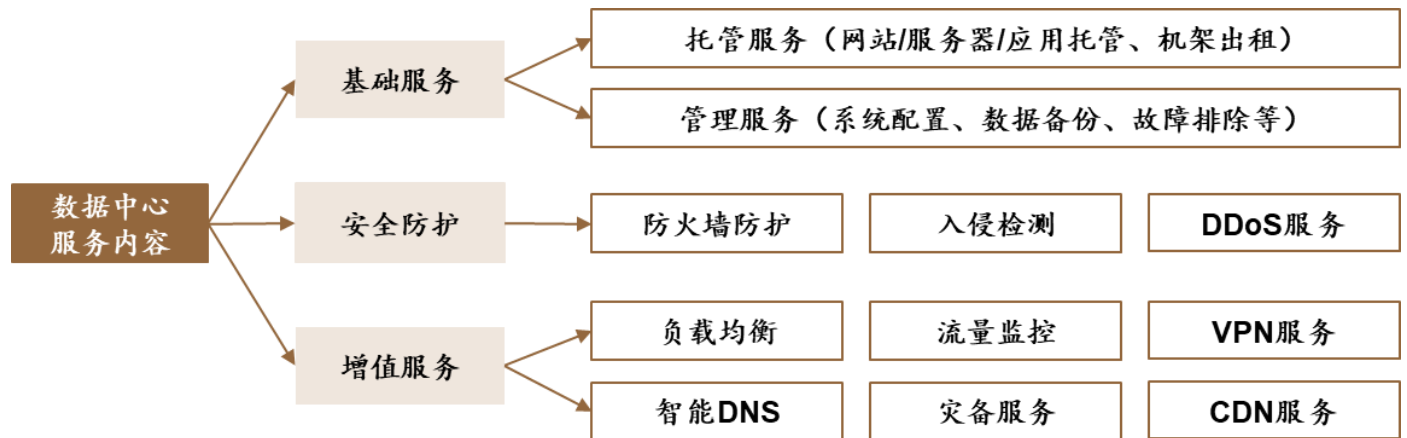 数据中心
服务内容
基础服务
托管服务（网站/服务器/应用托管、机架出租）
管理服务（系统配置、数据备份、故障排除等）
安全防护
防火墙防护
入侵检测
DDoS服务
增值服务
负载均衡
流量监控
VPN服务
智能DNS
灾备服务
CDN服务